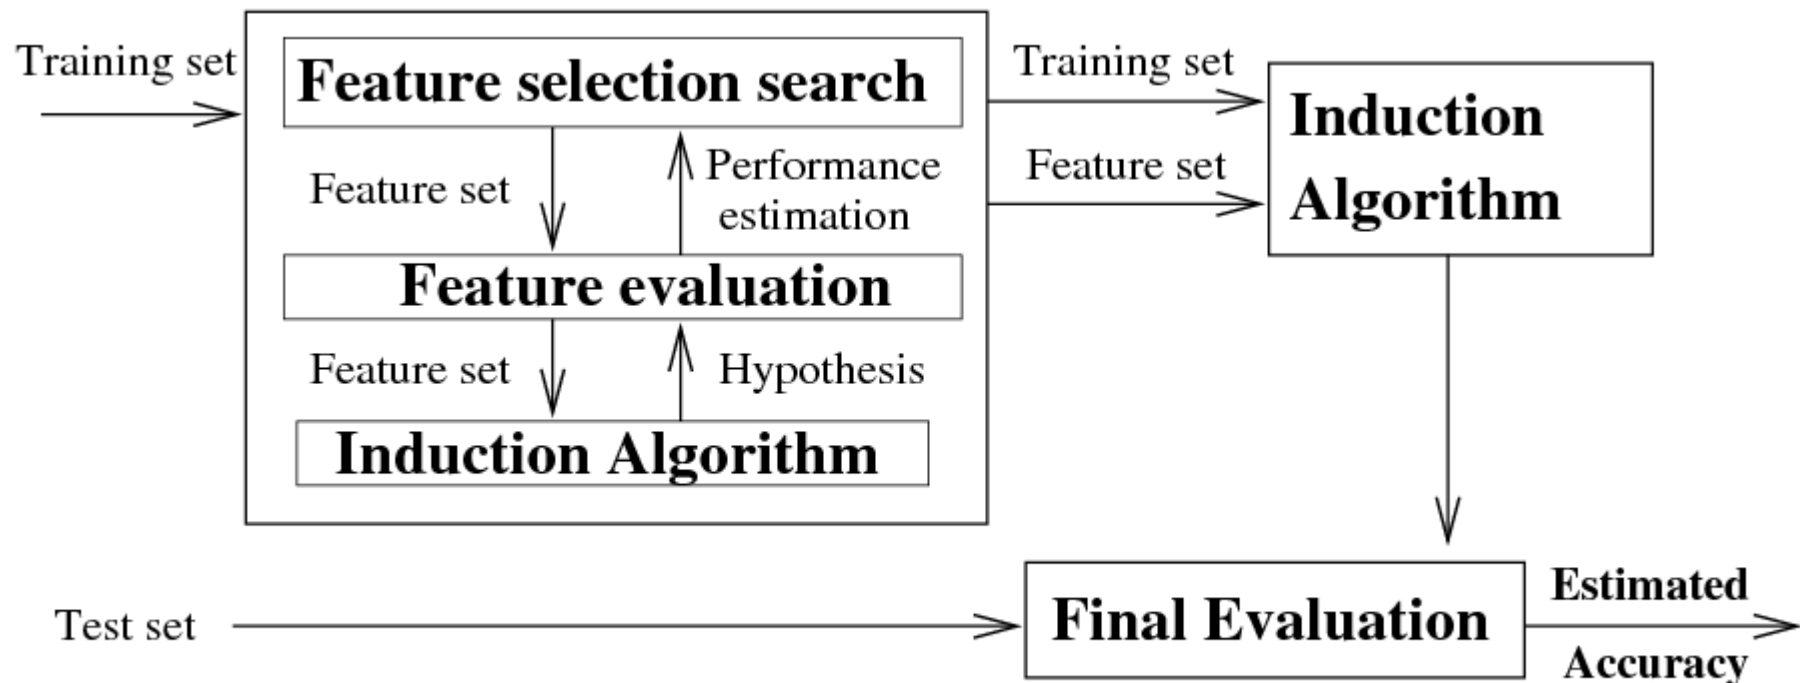 Training set
Feature selection search
Feature set
Performance
estimation
Feature evaluation
Feature set
Hypothesis
Induction Algorithm
Training set
Feature set
Induction
Algorithm
Test set
Final Evaluation
Estimated
Accuracy